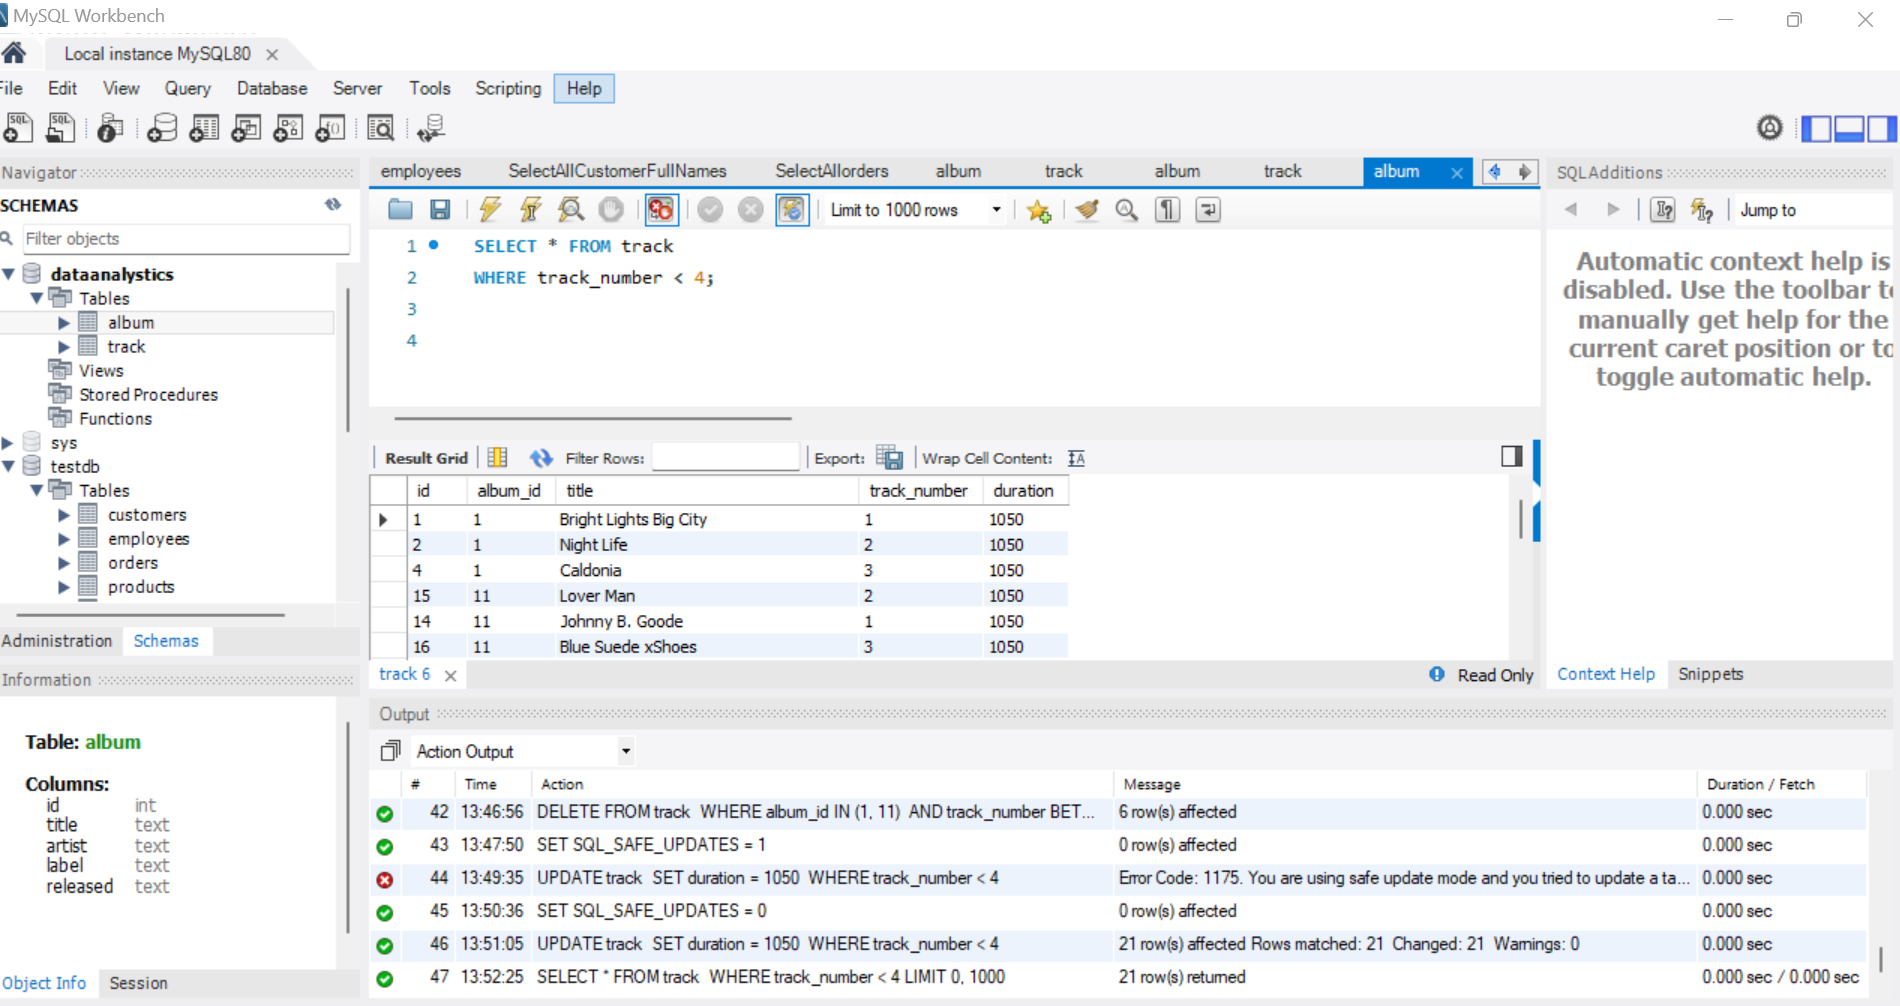 MySQL Workbench
Local instance MySQL80
File Edit View Query Database Server Tools Scripting Help
Navigator
SCHEMAS
Filter objects
dataanalystics
Tables
album
track
Views
Stored Procedures
Functions
sys
testdb
Tables
customers
employees
orders
products
Administration Schemas
Information
Table: album
Columns:
id int
title text
artist text
label text
released text
Object Info Session
employees SelectAllCustomerFullNames SelectAllorders album track album track album
Limit to 1000 rows
1 SELECT * FROM track
2 WHERE track_number < 4;
3
4
Result Grid Filter Rows: Export: Wrap Cell Content:
id album_id title track_number duration
1 1 Bright Lights Big City 1 1050
2 1 Night Life 2 1050
4 1 Caldonia 3 1050
15 11 Lover Man 2 1050
14 11 Johnny B. Goode 1 1050
16 11 Blue Suede xShoes 3 1050
track 6 Read Only
SQLAdditions
Jump to
Automatic context help is
disabled. Use the toolbar to
manually get help for the
current caret position or to
toggle automatic help.
Context Help Snippets
Output
Action Output
# Time Action Message Duration / Fetch
42 13:46:56 DELETE FROM track WHERE album_id IN (1, 11) AND track_number BET... 6 row(s) affected 0.000 sec
43 13:47:50 SET SQL_SAFE_UPDATES = 1 0 row(s) affected 0.000 sec
44 13:49:35 UPDATE track SET duration = 1050 WHERE track_number < 4 Error Code: 1175. You are using safe update mode and you tried to update a ta... 0.000 sec
45 13:50:36 SET SQL_SAFE_UPDATES = 0 0 row(s) affected 0.000 sec
46 13:51:05 UPDATE track SET duration = 1050 WHERE track_number < 4 21 row(s) affected Rows matched: 21 Changed: 21 Warnings: 0 0.000 sec
47 13:52:25 SELECT * FROM track WHERE track_number < 4 LIMIT 0, 1000 21 row(s) returned 0.000 sec / 0.000 sec